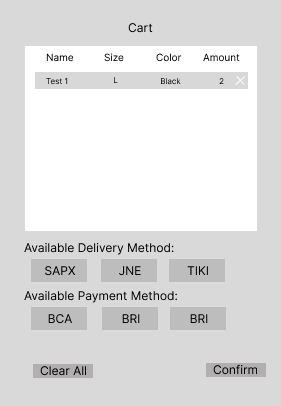 Cart
Name Size Color Amount
Test 1 L Black 2
Available Delivery Method:
SAPX JNE TIKI
Available Payment Method:
BCA BRI BRI
Clear All Confirm